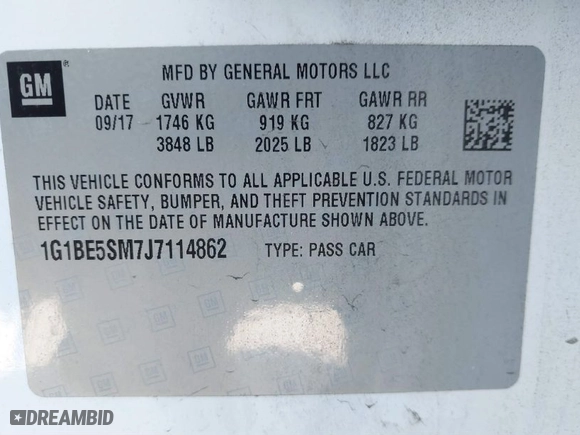 GM
MFD BY GENERAL MOTORS LLC
DATE GVWR GAWR FRT GAWR RR
09/17 1746 KG 919 KG 827 KG
3848 LB 2025 LB 1823 LB
THIS VEHICLE CONFORMS TO ALL APPLICABLE U.S. FEDERAL MOTOR
VEHICLE SAFETY, BUMPER, AND THEFT PREVENTION STANDARDS IN
EFFECT ON THE DATE OF MANUFACTURE SHOWN ABOVE.
1G1BE5SM7J7114862 TYPE: PASS CAR
DREAMBID